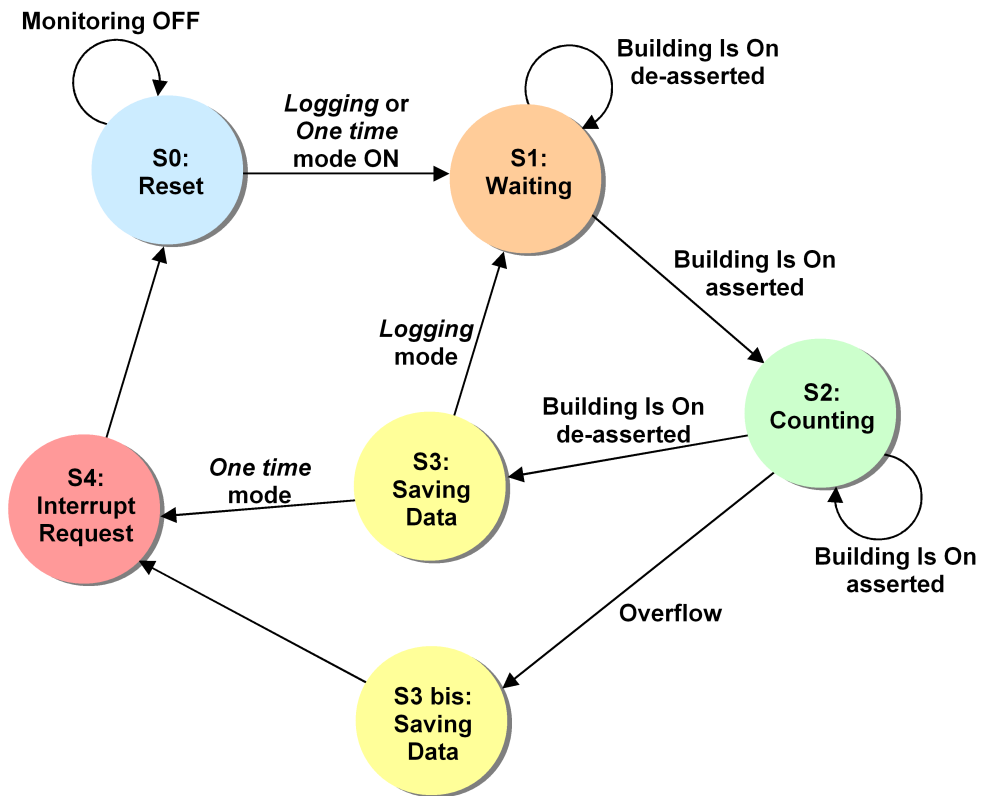 Monitoring OFF
Building Is On
de-asserted
Logging or
One time
mode ON
S0:
Reset
S1:
Waiting
Building Is On
asserted
Logging
mode
S2:
Counting
Building Is On
de-asserted
S3:
Saving
Data
One time
mode
S4:
Interrupt
Request
Building Is On
asserted
Overflow
S3 bis:
Saving
Data